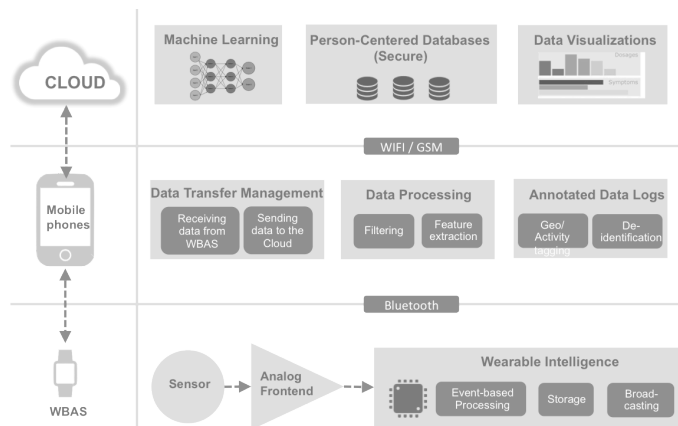 CLOUD
Machine Learning
Person-Centered Databases
(Secure)
Data Visualizations
Dosages
Symptoms
WIFI / GSM
Mobile
phones
Data Transfer Management
Receiving
data from
WBAS
Sending
data to the
Cloud
Data Processing
Filtering
Feature
extraction
Annotated Data Logs
Geo/
Activity
tagging
De-
identification
Bluetooth
WBAS
Sensor
Analog
Frontend
Wearable Intelligence
Event-based
Processing
Storage
Broad-
casting